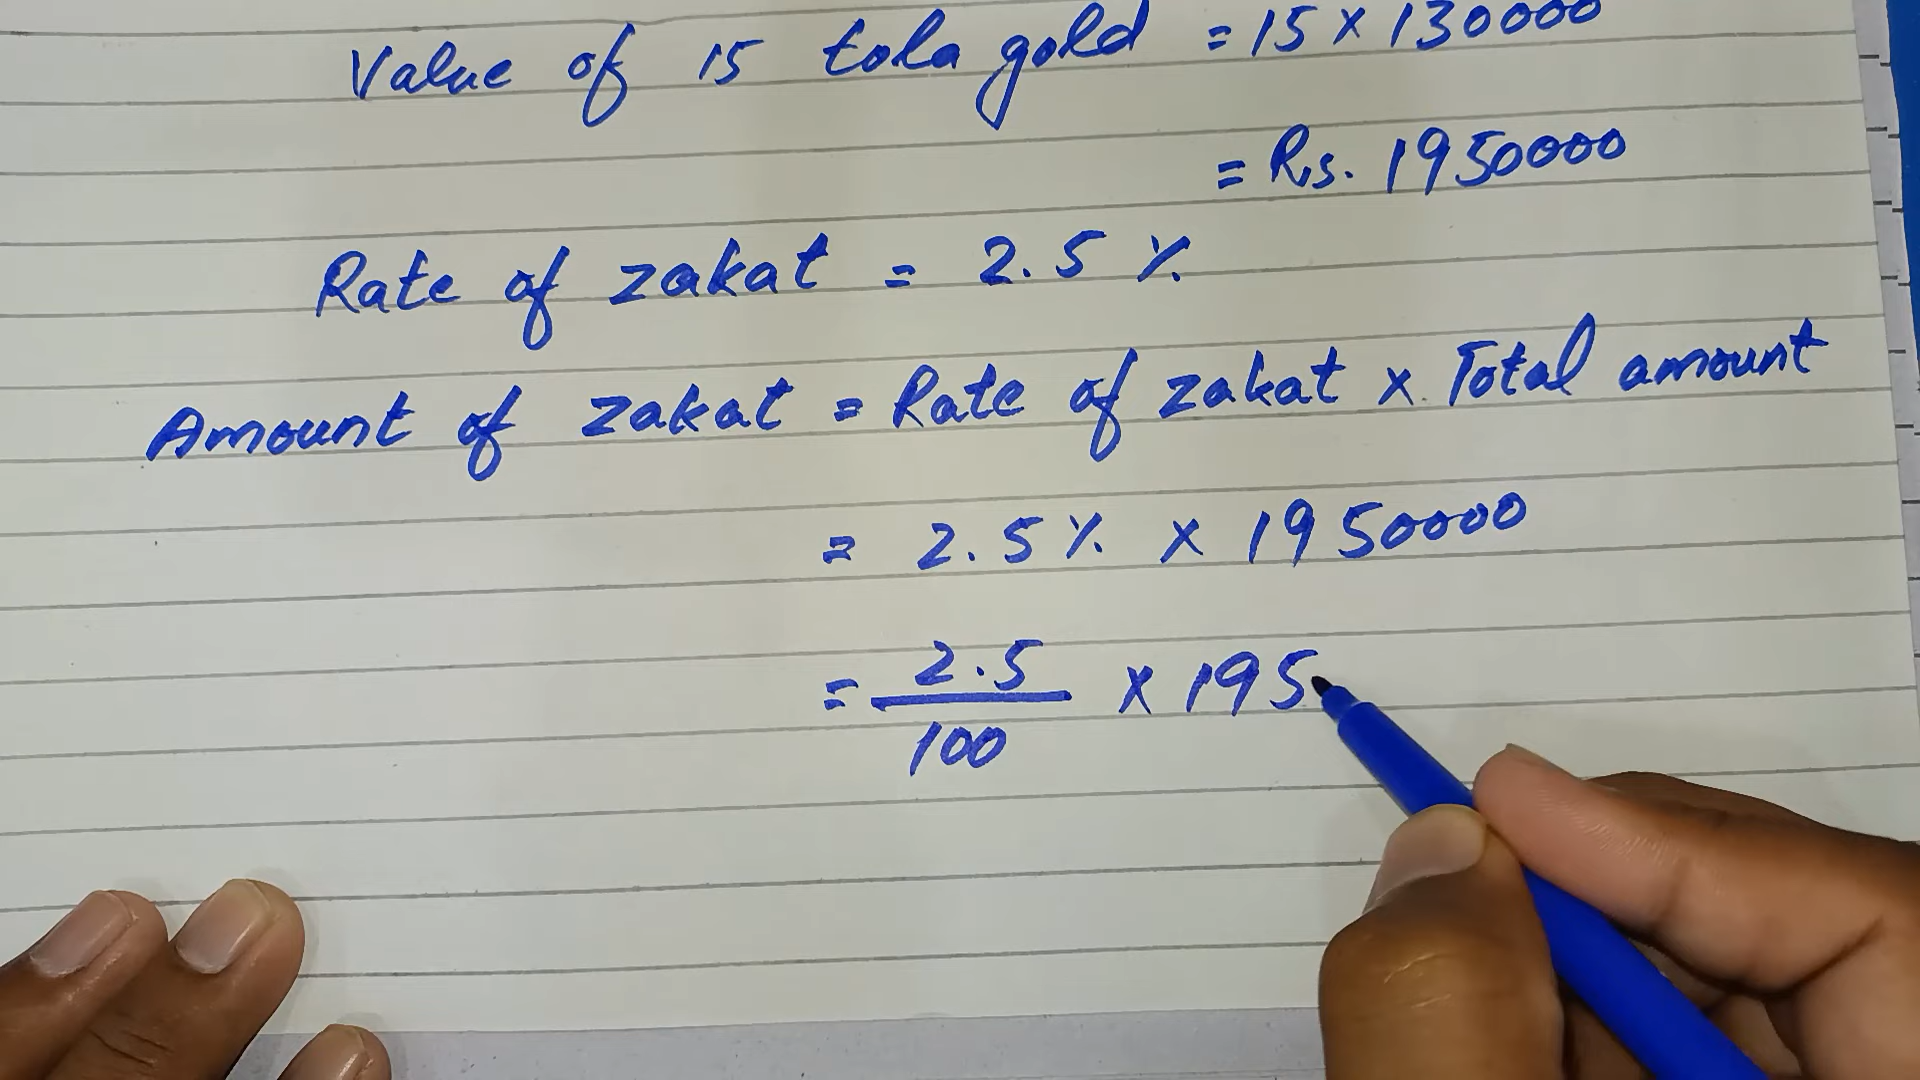 Value of 15 tola gold = 15 x 130000
= Rs. 1950000
Rate of zakat = 2.5 %
Amount of zakat = Rate of zakat x Total amount
= 2.5 % x 1950000
= 2.5 / 100 x 195